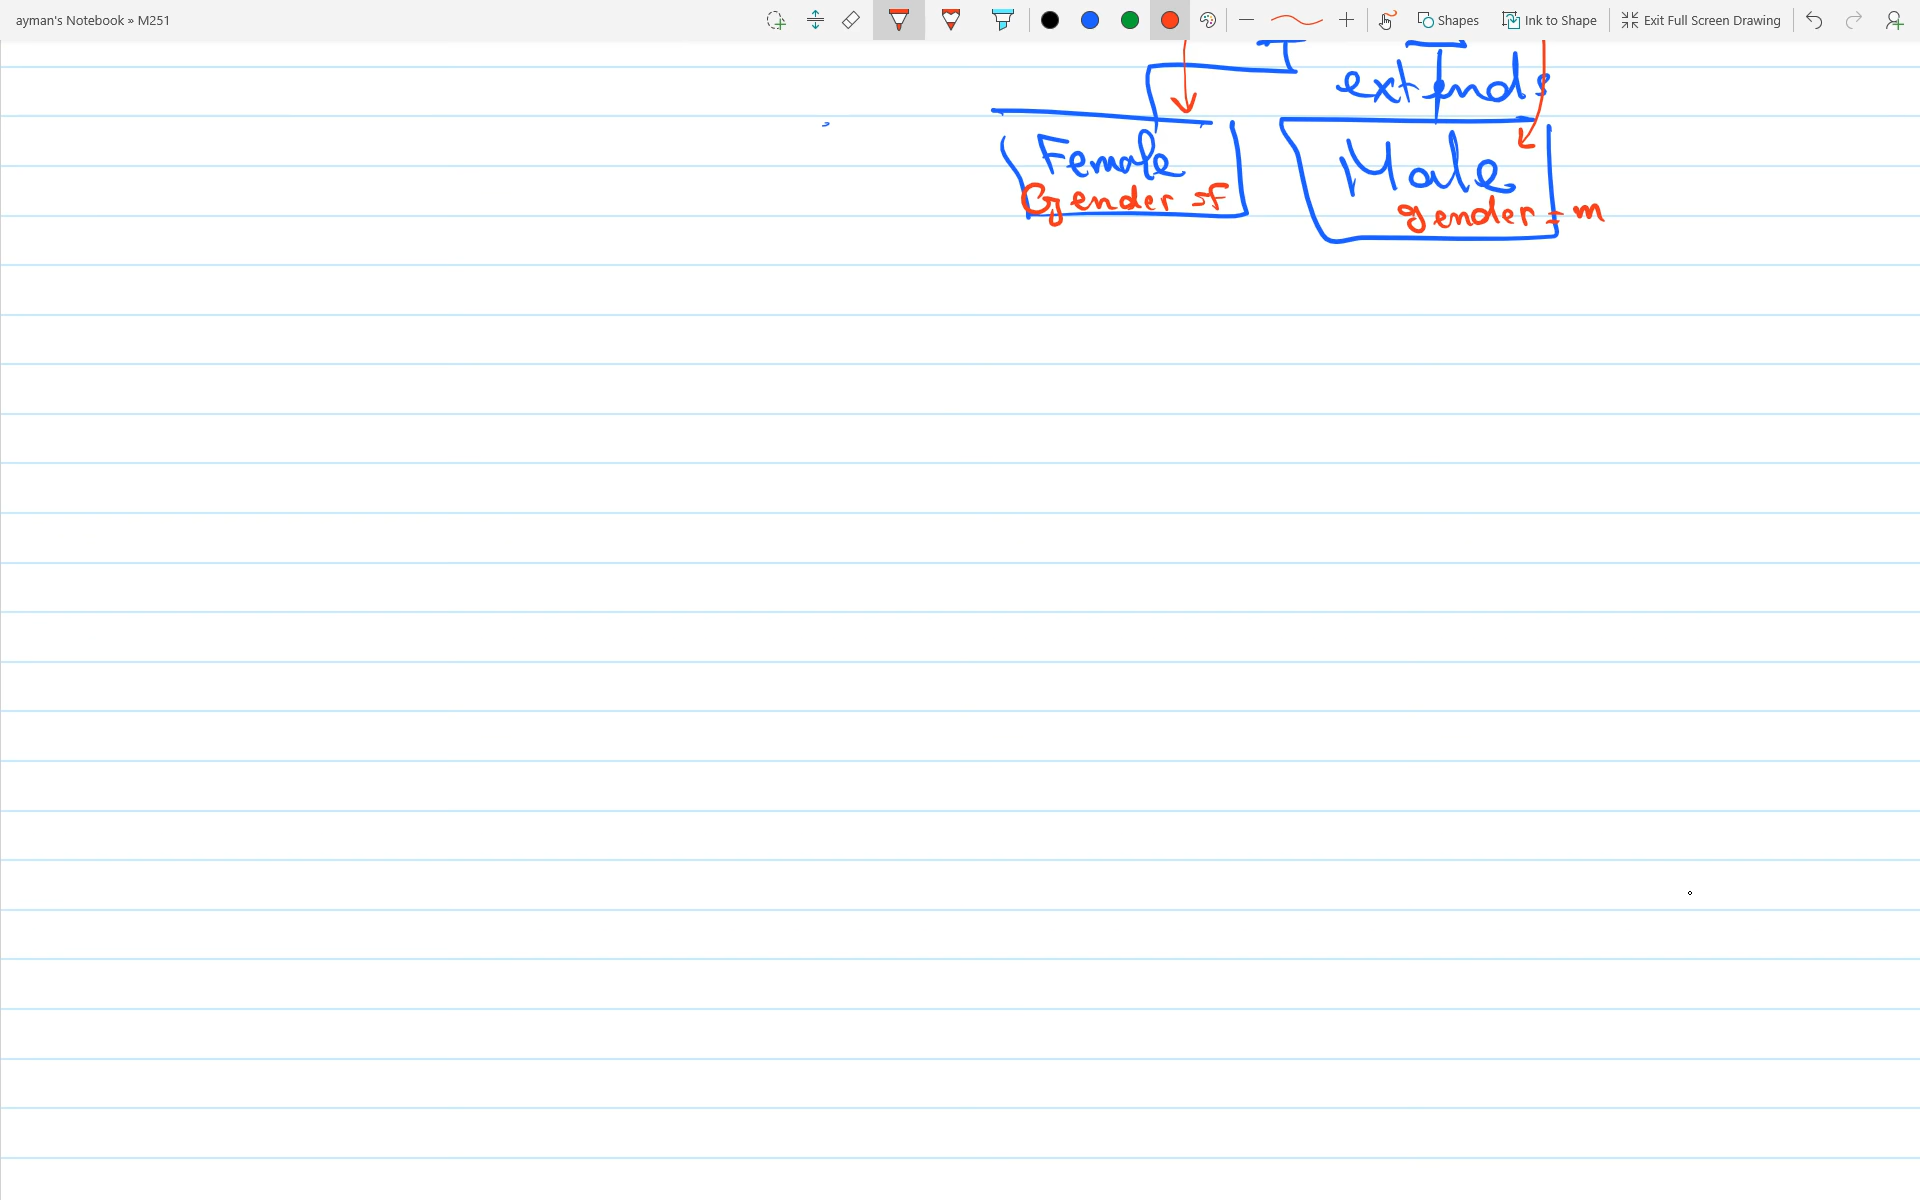 ayman's Notebook » M251
Shapes
Ink to Shape
Exit Full Screen Drawing
extends
Female
Gender = f
Male
gender = m